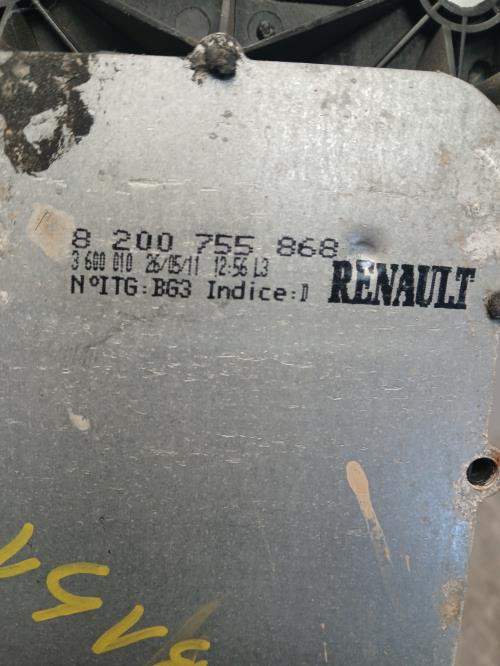 8 200 755 868
3 600 010 26/05/11 12:56 L3
N°ITG:BG3 Indice:D RENAULT